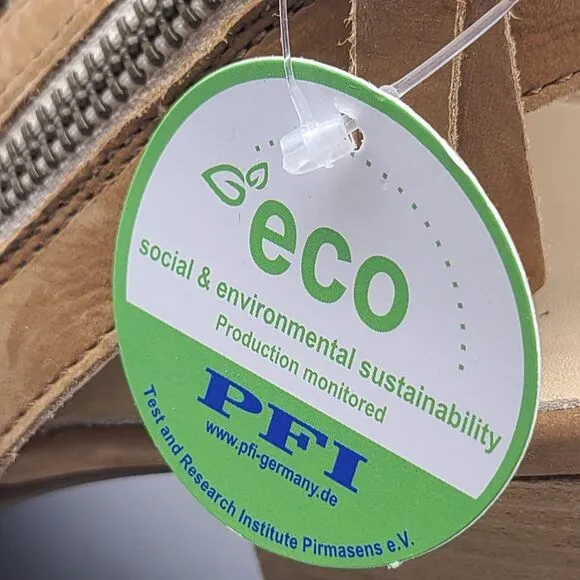 eco
social & environmental sustainability
Production monitored
PFI
www.pfi-germany.de
Test and Research Institute Pirmasens e.V.